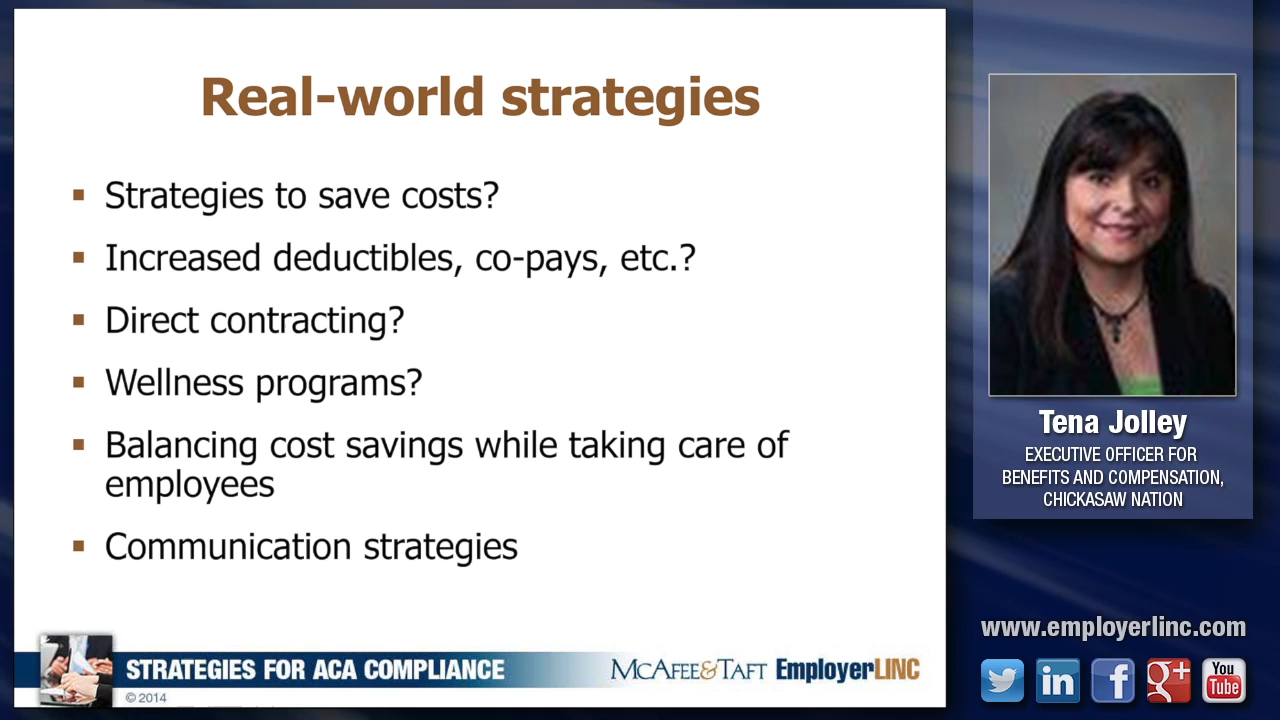 Real-world strategies
▪ Strategies to save costs?
▪ Increased deductibles, co-pays, etc.?
▪ Direct contracting?
▪ Wellness programs?
▪ Balancing cost savings while taking care of
employees
▪ Communication strategies
STRATEGIES FOR ACA COMPLIANCE
MCAFEE&TAFT EmployerLINC
© 2014
Tena Jolley
EXECUTIVE OFFICER FOR
BENEFITS AND COMPENSATION,
CHICKASAW NATION
www.employerlinc.com
in
f
g+
You
Tube